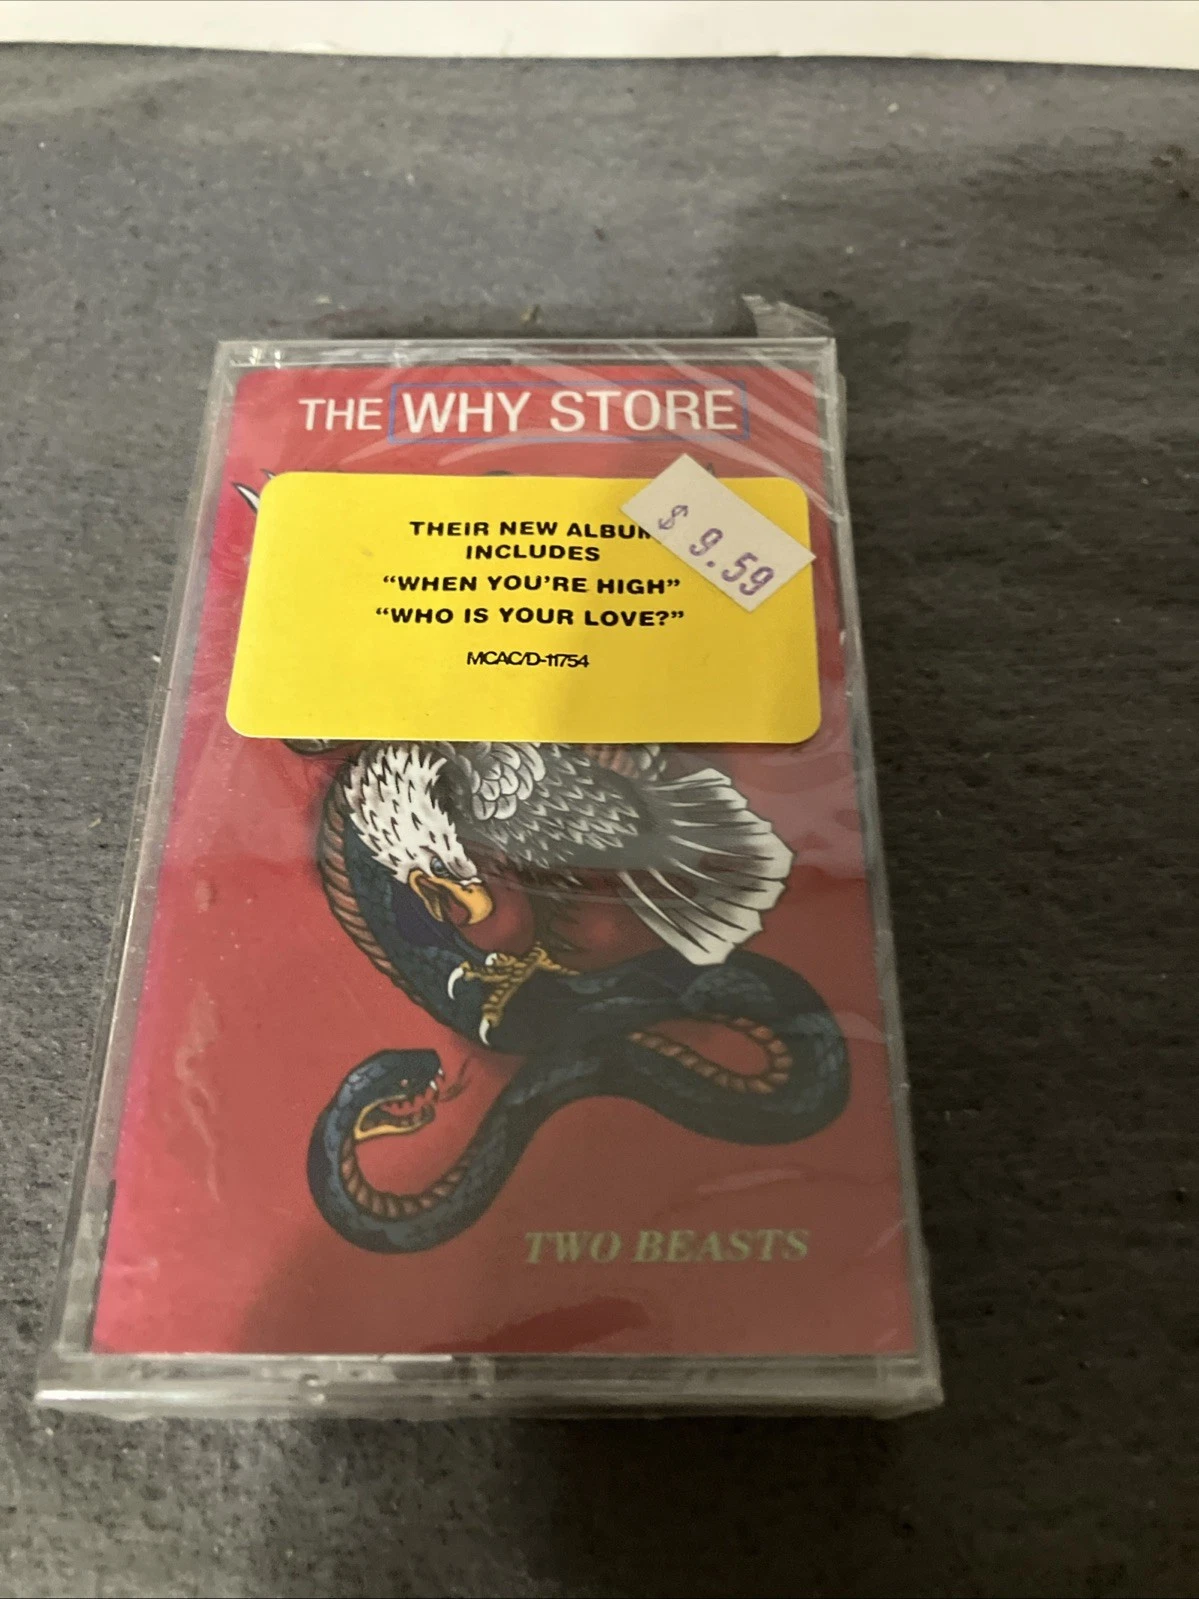 THE WHY STORE
THEIR NEW ALBUM
INCLUDES
$ 9.59
“WHEN YOU’RE HIGH”
“WHO IS YOUR LOVE?”
MCAC/D-11754
TWO BEASTS